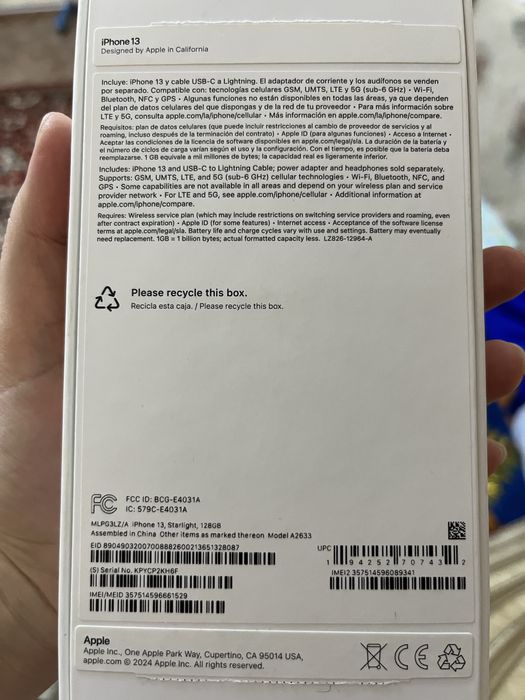 iPhone 13
Designed by Apple in California
Incluye: iPhone 13 y cable USB-C a Lightning. El adaptador de corriente y los audífonos se venden
por separado. Compatible con: tecnologías celulares GSM, UMTS, LTE y 5G (sub-6 GHz) • Wi-Fi,
Bluetooth, NFC y GPS • Algunas funciones no están disponibles en todas las áreas, ya que dependen
del plan de datos celulares del que dispongas y de la red de tu proveedor • Para más información sobre
LTE y 5G, consulta apple.com/la/iphone/cellular • Más información en apple.com/la/iphone/compare.
Requisitos: plan de datos celulares (que puede incluir restricciones al cambio de proveedor de servicios y al
roaming, incluso después de la terminación del contrato) • Apple ID (para algunas funciones) • Acceso a Internet •
Aceptar las condiciones de la licencia de software disponibles en apple.com/legal/sla. La duración de la batería y
el número de ciclos de carga varían según el uso y la configuración. Con el tiempo, es posible que la batería deba
reemplazarse. 1 GB equivale a mil millones de bytes; la capacidad real es ligeramente inferior.
Includes: iPhone 13 and USB-C to Lightning Cable; power adapter and headphones sold separately.
Supports: GSM, UMTS, LTE, and 5G (sub-6 GHz) cellular technologies • Wi-Fi, Bluetooth, NFC, and
GPS • Some capabilities are not available in all areas and depend on your wireless plan and service
provider network • For LTE and 5G, see apple.com/iphone/cellular • Additional information at
apple.com/iphone/compare.
Requires: Wireless service plan (which may include restrictions on switching service providers and roaming, even
after contract expiration) • Apple ID (for some features) • Internet access • Acceptance of the software license
terms at apple.com/legal/sla. Battery life and charge cycles vary with use and settings. Battery may eventually
need replacement. 1GB = 1 billion bytes; actual formatted capacity less. LZ826-12964-A
Please recycle this box.
Recicla esta caja. / Please recycle this box.
FC
FCC ID: BCG-E4031A
IC: 579C-E4031A
MLPG3LZ/A iPhone 13, Starlight, 128GB
Assembled in China Other items as marked thereon Model A2633
EID 89049032007008882600213651328087
UPC
1 94252 70743 2
(S) Serial No. KPYCP2KH6F
IMEI2 357514596089341
IMEI/MEID 357514596661529
Apple
Apple Inc., One Apple Park Way, Cupertino, CA 95014 USA,
apple.com © 2024 Apple Inc. All rights reserved.
CE